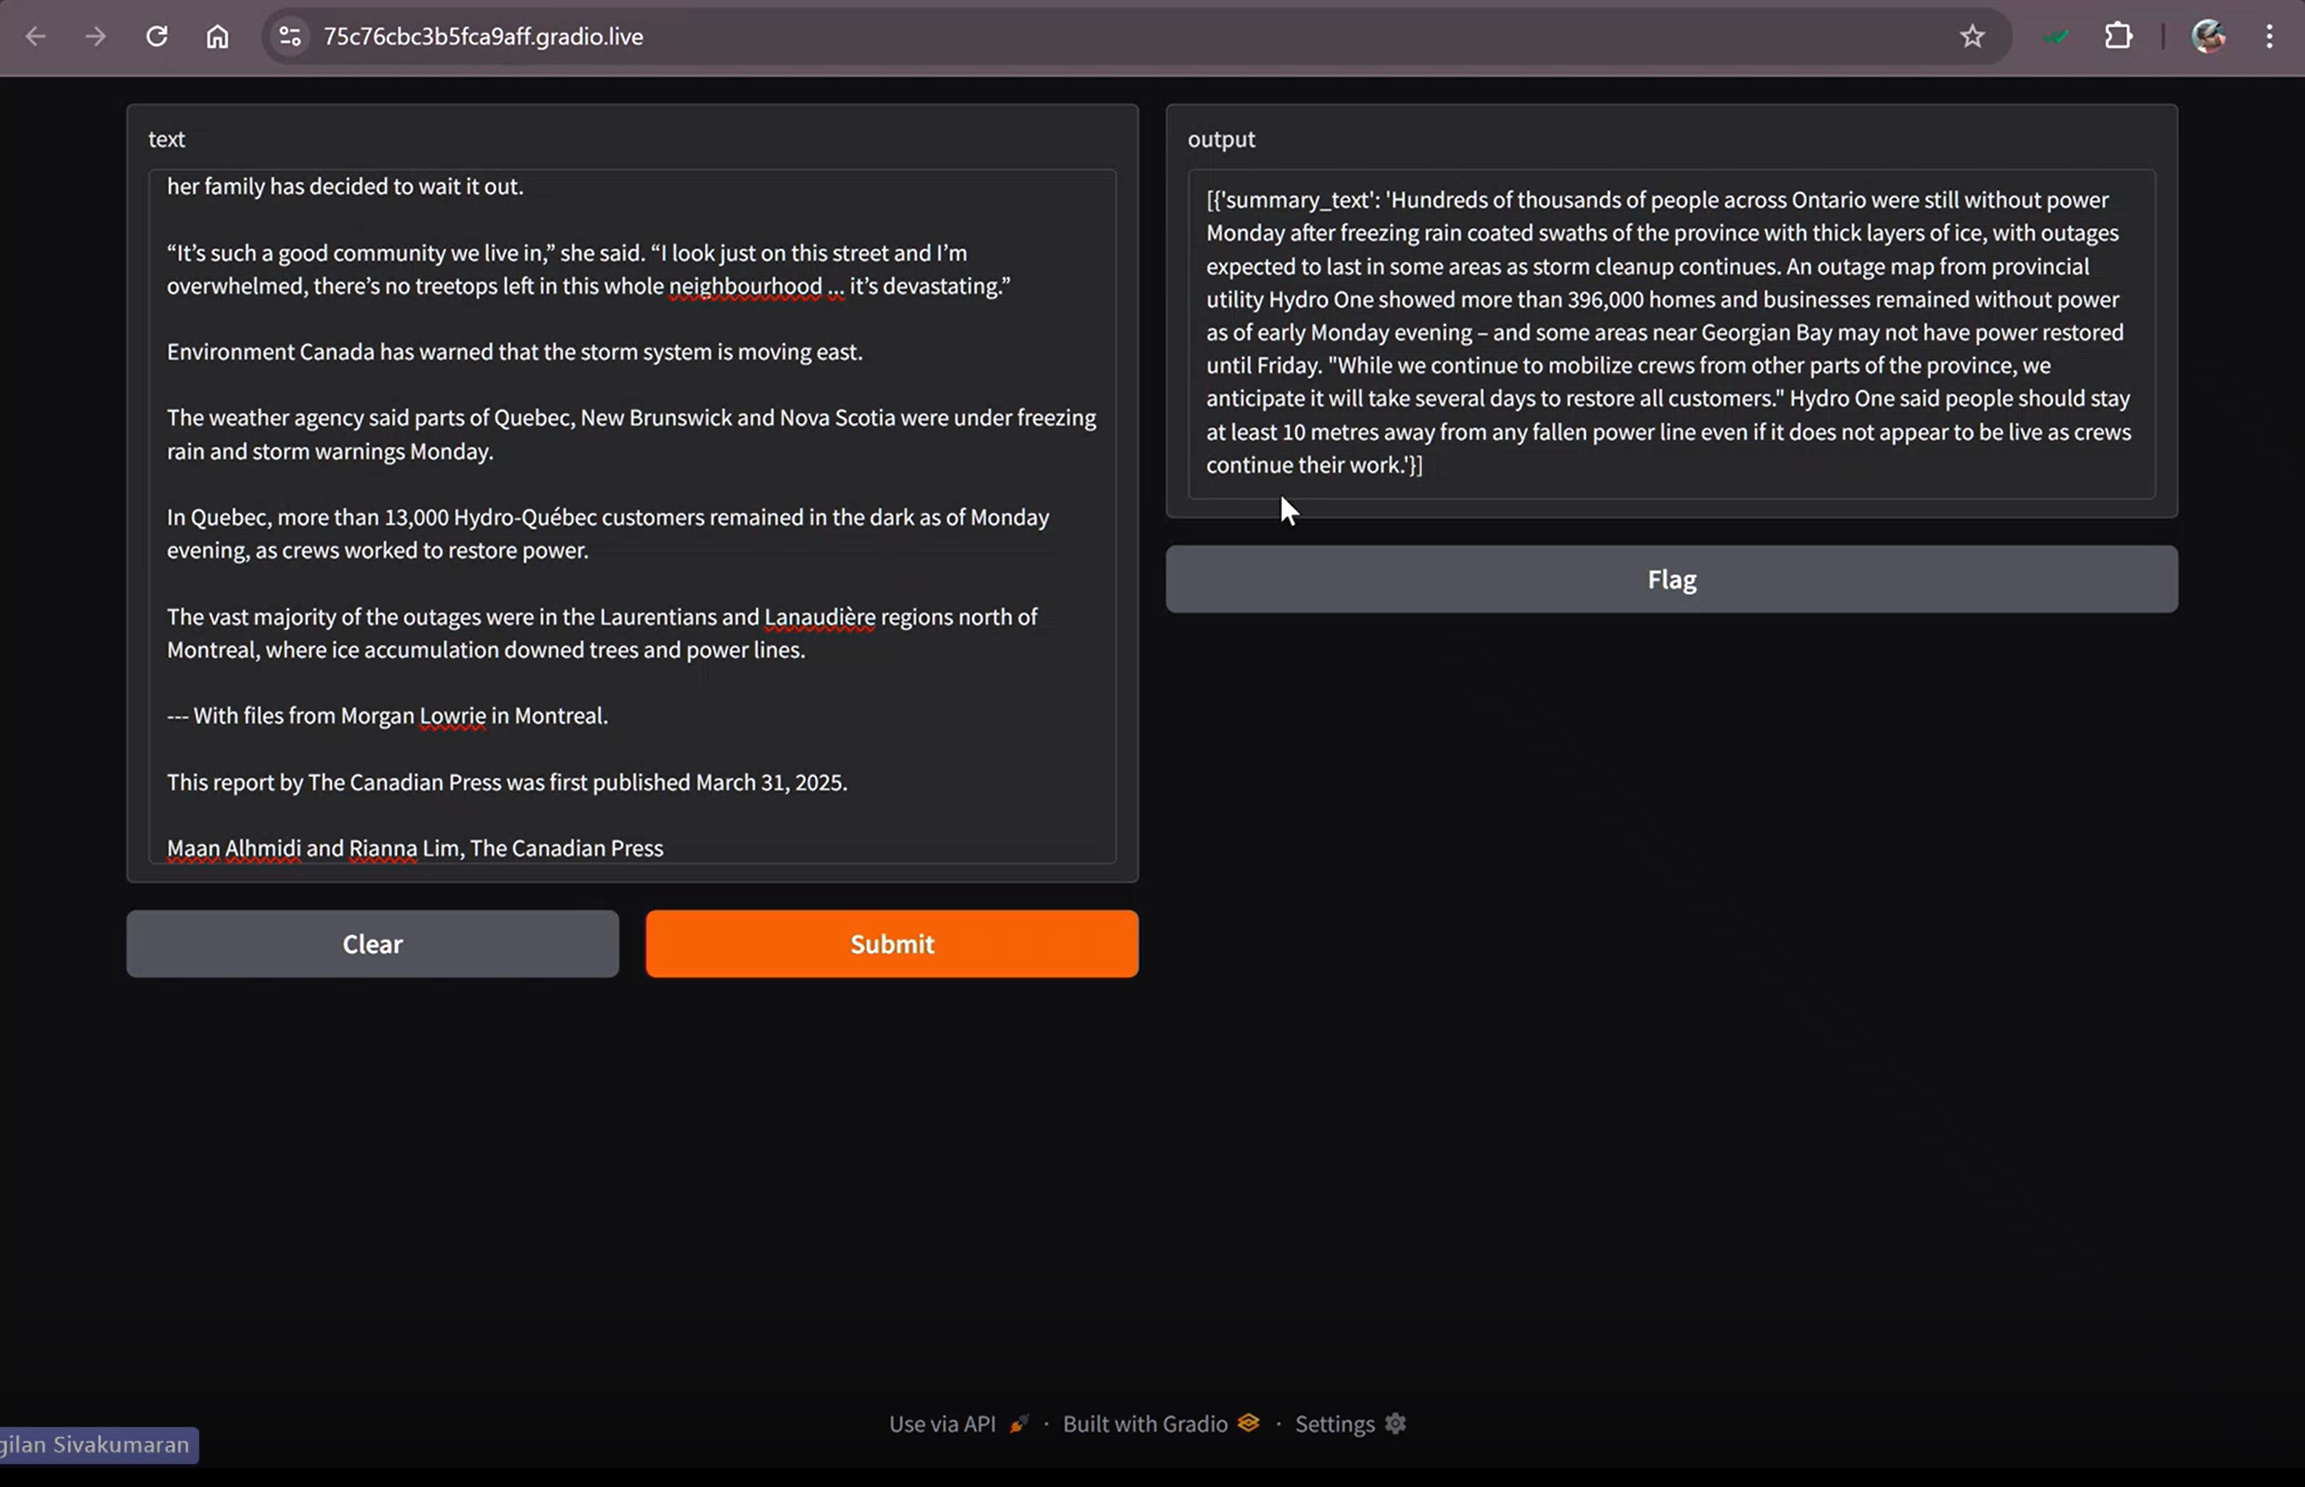 75c76cbc3b5fca9aff.gradio.live
text
her family has decided to wait it out.
“It’s such a good community we live in,” she said. “I look just on this street and I’m
overwhelmed, there’s no treetops left in this whole neighbourhood ... it’s devastating.”
Environment Canada has warned that the storm system is moving east.
The weather agency said parts of Quebec, New Brunswick and Nova Scotia were under freezing
rain and storm warnings Monday.
In Quebec, more than 13,000 Hydro-Québec customers remained in the dark as of Monday
evening, as crews worked to restore power.
The vast majority of the outages were in the Laurentians and Lanaudière regions north of
Montreal, where ice accumulation downed trees and power lines.
--- With files from Morgan Lowrie in Montreal.
This report by The Canadian Press was first published March 31, 2025.
Maan Alhmidi and Rianna Lim, The Canadian Press
Clear
Submit
output
[{'summary_text': 'Hundreds of thousands of people across Ontario were still without power
Monday after freezing rain coated swaths of the province with thick layers of ice, with outages
expected to last in some areas as storm cleanup continues. An outage map from provincial
utility Hydro One showed more than 396,000 homes and businesses remained without power
as of early Monday evening – and some areas near Georgian Bay may not have power restored
until Friday. "While we continue to mobilize crews from other parts of the province, we
anticipate it will take several days to restore all customers." Hydro One said people should stay
at least 10 metres away from any fallen power line even if it does not appear to be live as crews
continue their work.'}]
Flag
Use via API · Built with Gradio · Settings
gilan Sivakumaran